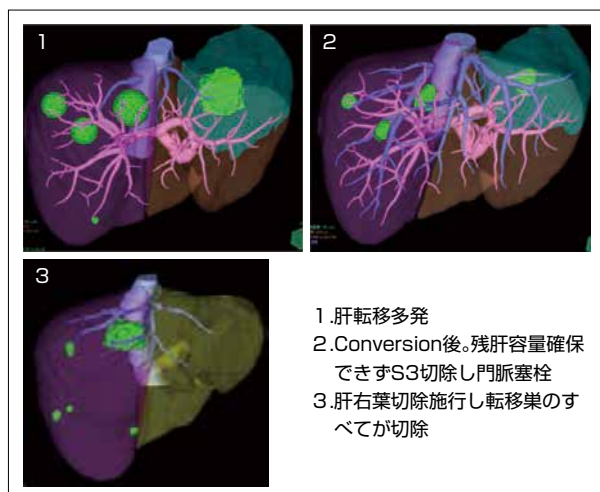 1
2
3
1.肝転移多発
2.Conversion後。残肝容量確保
できずS3切除し門脈塞栓
3.肝右葉切除施行し転移巣のす
べてが切除